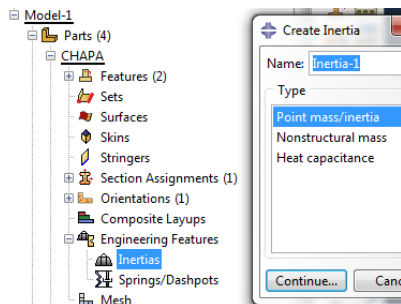 Model-1
Parts (4)
CHAPA
Features (2)
Sets
Surfaces
Skins
Stringers
Section Assignments (1)
Orientations (1)
Composite Layups
Engineering Features
Inertias
Springs/Dashpots
Mesh
Create Inertia
Name: Inertia-1
Type
Point mass/inertia
Nonstructural mass
Heat capacitance
Continue...
Canc